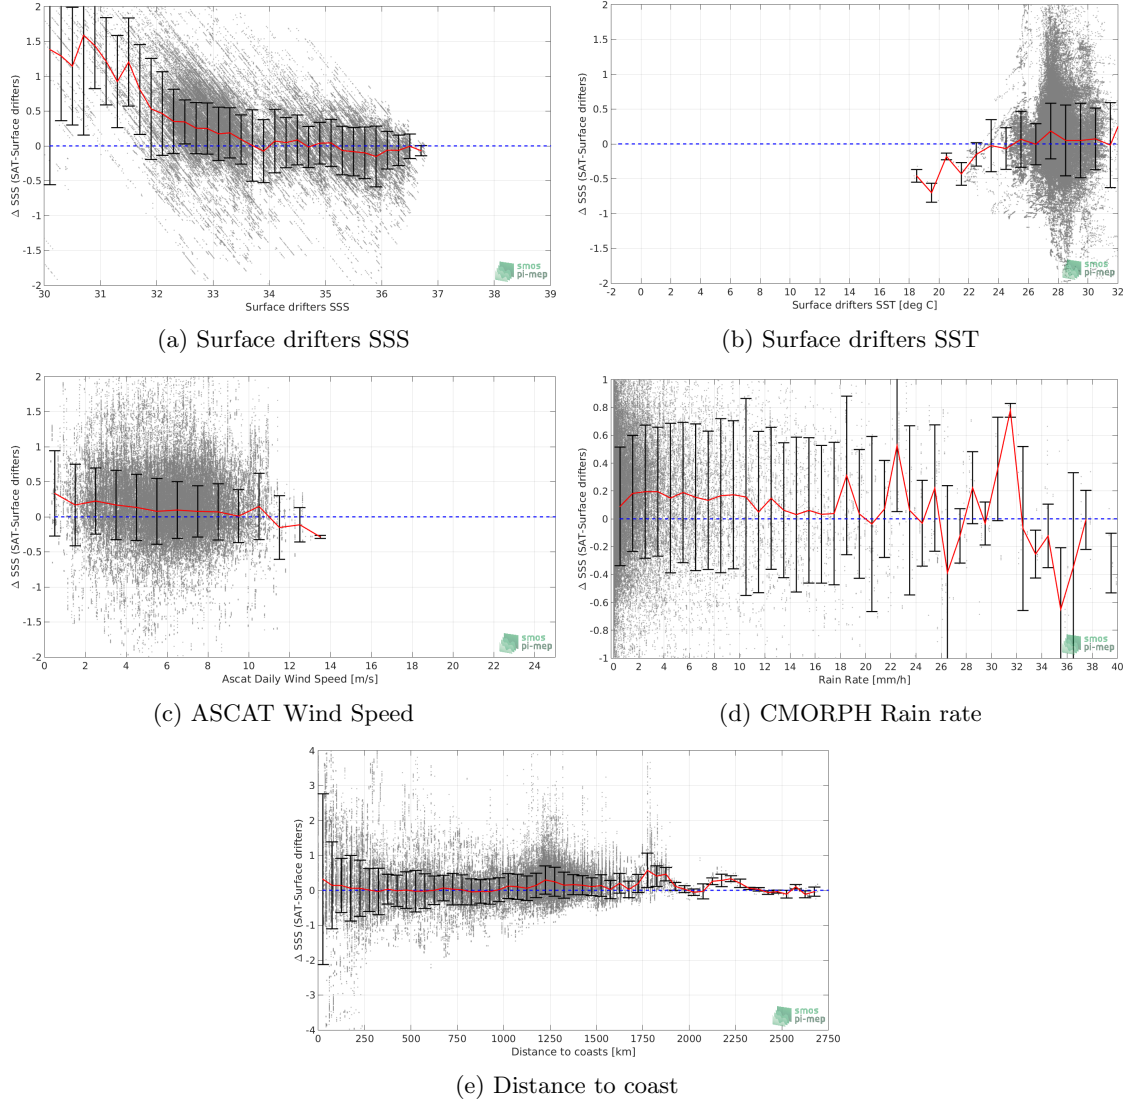 2
1.5
1
0.5
0
-0.5
-1
-1.5
-2
Δ SSS (SAT-Surface drifters)
30 31 32 33 34 35 36 37 38 39
Surface drifters SSS
smos
pi-mep
(a) Surface drifters SSS
2
1.5
1
0.5
0
-0.5
-1
-1.5
-2
Δ SSS (SAT-Surface drifters)
-2 0 2 4 6 8 10 12 14 16 18 20 22 24 26 28 30 32
Surface drifters SST [deg C]
smos
pi-mep
(b) Surface drifters SST
2
1.5
1
0.5
0
-0.5
-1
-1.5
-2
Δ SSS (SAT-Surface drifters)
0 2 4 6 8 10 12 14 16 18 20 22 24
Ascat Daily Wind Speed [m/s]
smos
pi-mep
(c) ASCAT Wind Speed
1
0.8
0.6
0.4
0.2
0
-0.2
-0.4
-0.6
-0.8
-1
Δ SSS (SAT-Surface drifters)
0 2 4 6 8 10 12 14 16 18 20 22 24 26 28 30 32 34 36 38 40
Rain Rate [mm/h]
smos
pi-mep
(d) CMORPH Rain rate
4
3
2
1
0
-1
-2
-3
-4
Δ SSS (SAT-Surface drifters)
0 250 500 750 1000 1250 1500 1750 2000 2250 2500 2750
Distance to coasts [km]
smos
pi-mep
(e) Distance to coast